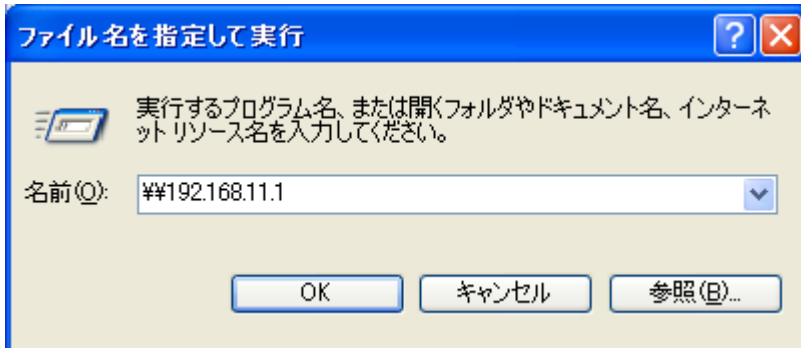 ファイル名を指定して実行
実行するプログラム名、または開くフォルダやドキュメント名、インターネ
ット リソース名を入力してください。
名前(O): ¥¥192.168.11.1
OK キャンセル 参照(B)...